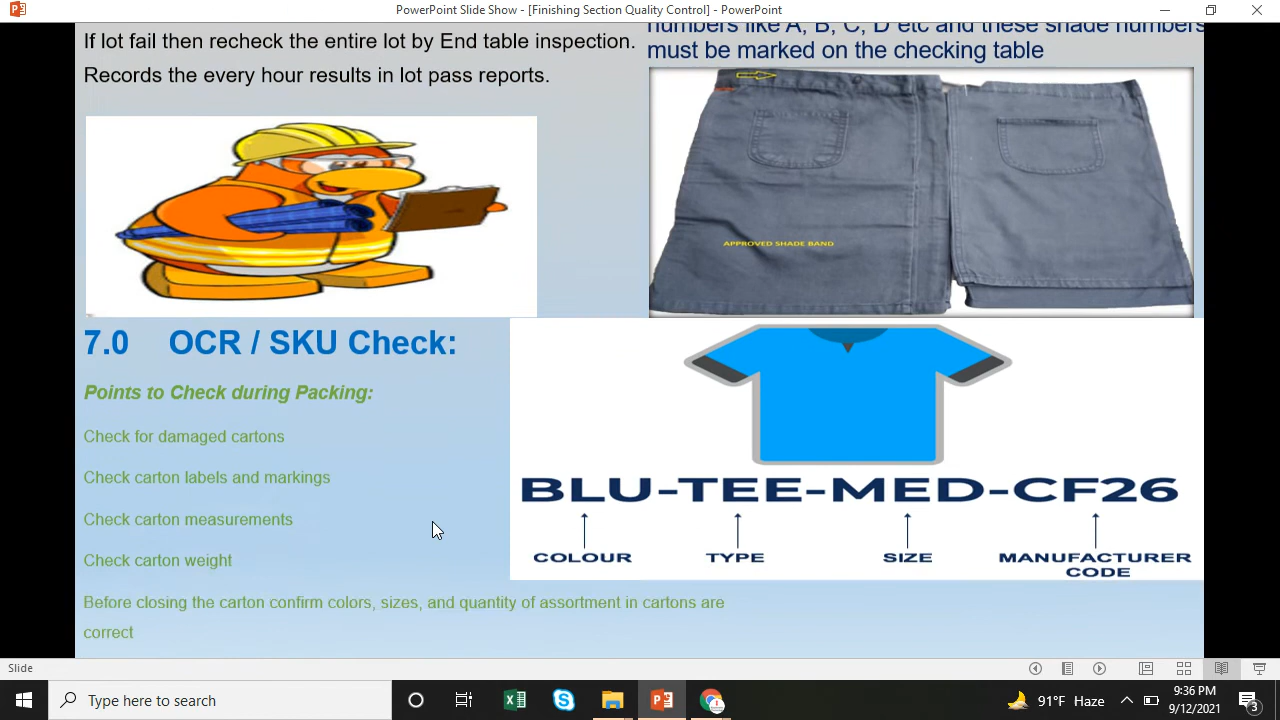 PowerPoint Slide Show - [Finishing Section Quality Control] - PowerPoint
If lot fail then recheck the entire lot by End table inspection.
Records the every hour results in lot pass reports.
numbers like A, B, C, D etc and these shade numbers
must be marked on the checking table
APPROVED SHADE BAND
7.0 OCR / SKU Check:
Points to Check during Packing:
Check for damaged cartons
Check carton labels and markings
Check carton measurements
Check carton weight
Before closing the carton confirm colors, sizes, and quantity of assortment in cartons are
correct
BLU-TEE-MED-CF26
COLOUR TYPE SIZE MANUFACTURER
CODE
Slide
Type here to search
91°F Haze
9:36 PM
9/12/2021
3